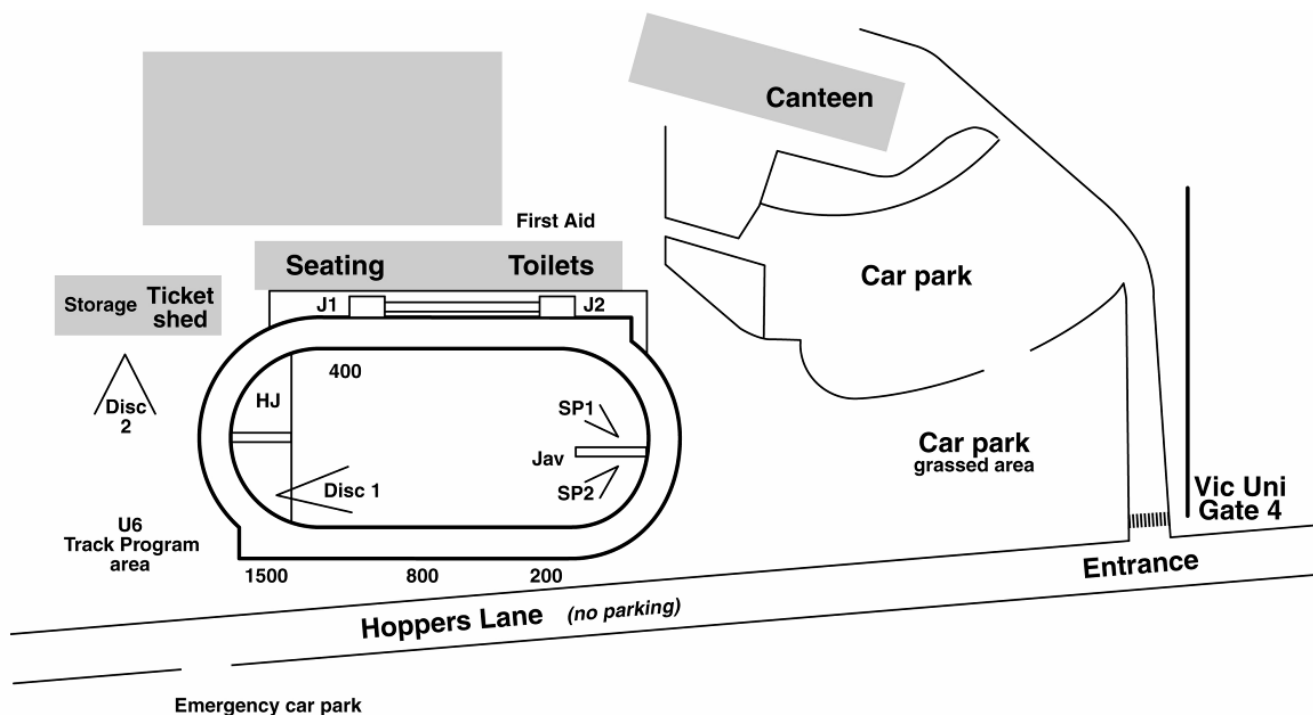 Canteen
First Aid
Seating
Toilets
Storage
Ticket
shed
J1
J2
Car park
400
HJ
Disc
2
SP1
Jav
SP2
Disc 1
Car park
grassed area
Vic Uni
Gate 4
U6
Track Program
area
1500
800
200
Entrance
Hoppers Lane (no parking)
Emergency car park